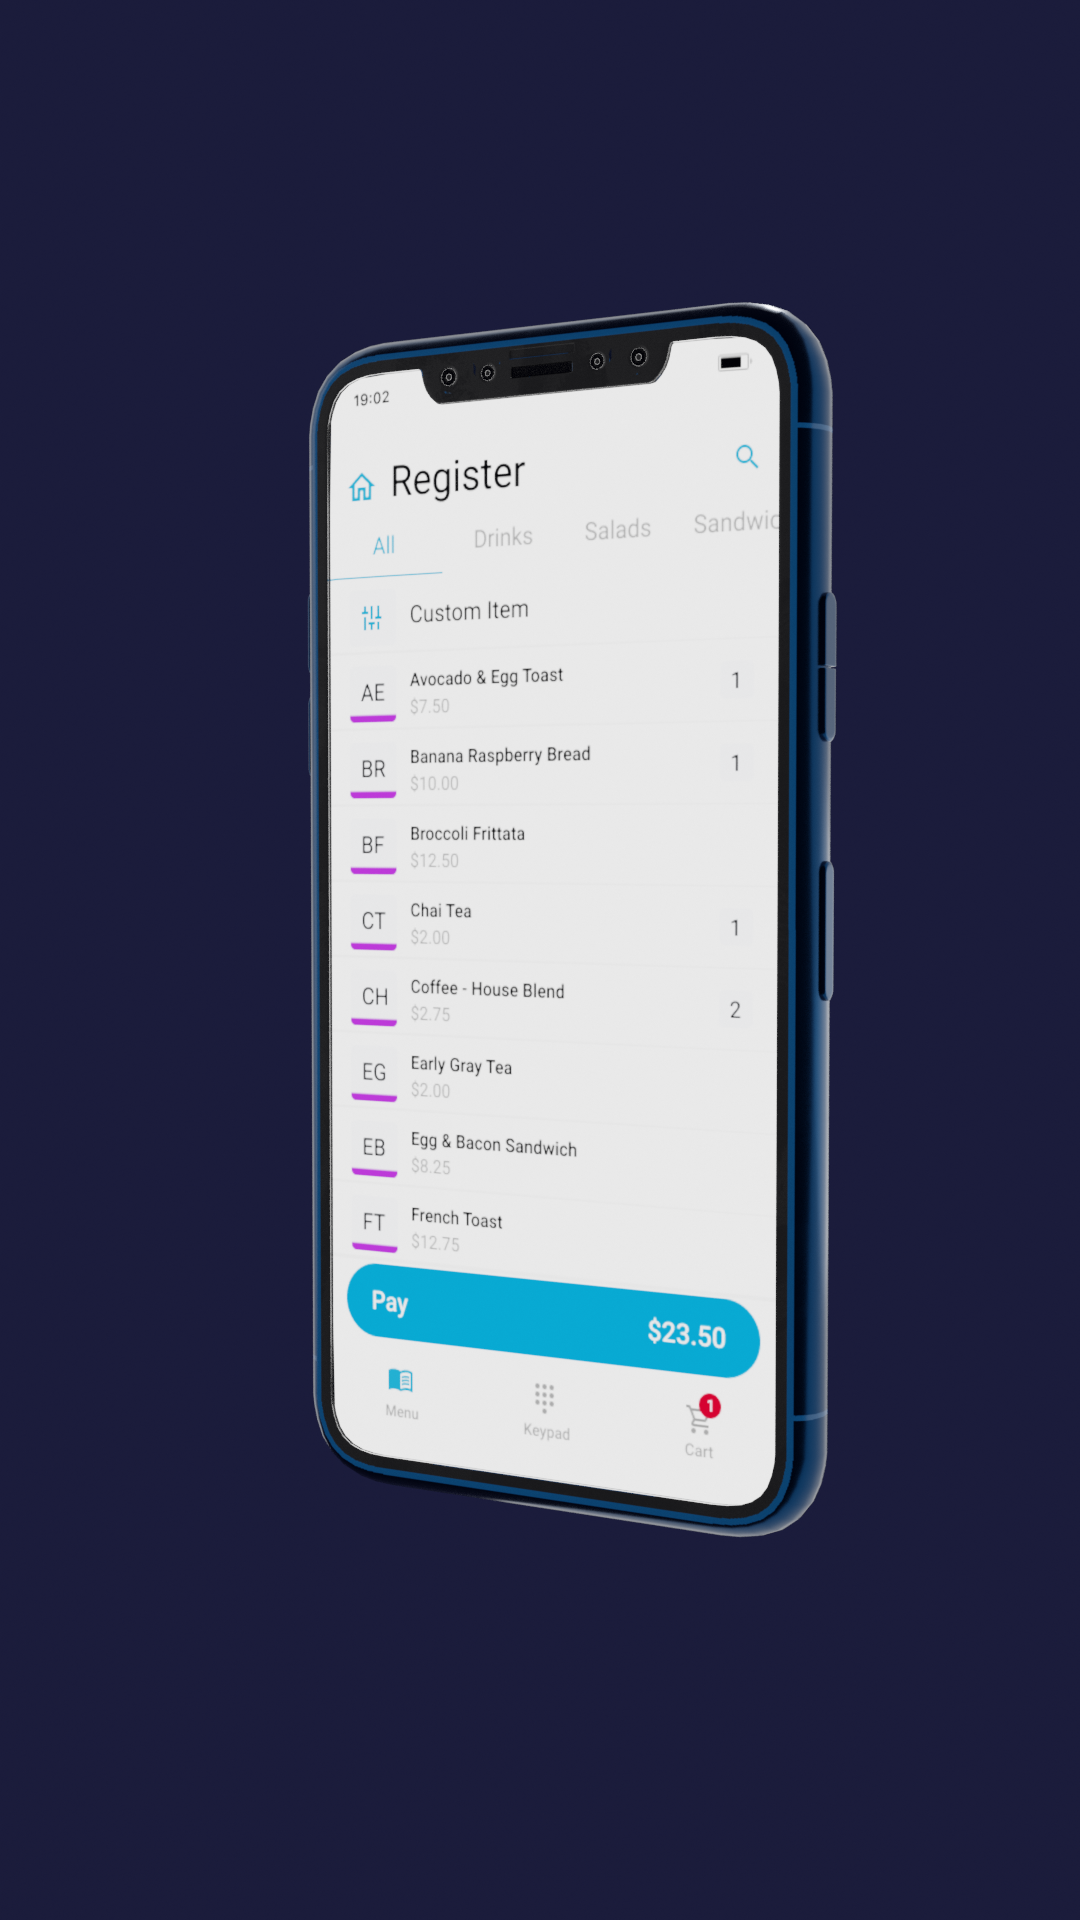 19:02
Register
All Drinks Salads Sandwic
Custom Item
AE Avocado & Egg Toast 1
$7.50
BR Banana Raspberry Bread 1
$10.00
BF Broccoli Frittata
$12.50
CT Chai Tea 1
$2.00
CH Coffee - House Blend 2
$2.75
EG Early Gray Tea
$2.00
EB Egg & Bacon Sandwich
$8.25
FT French Toast
$12.75
Pay $23.50
1
Menu Keypad Cart